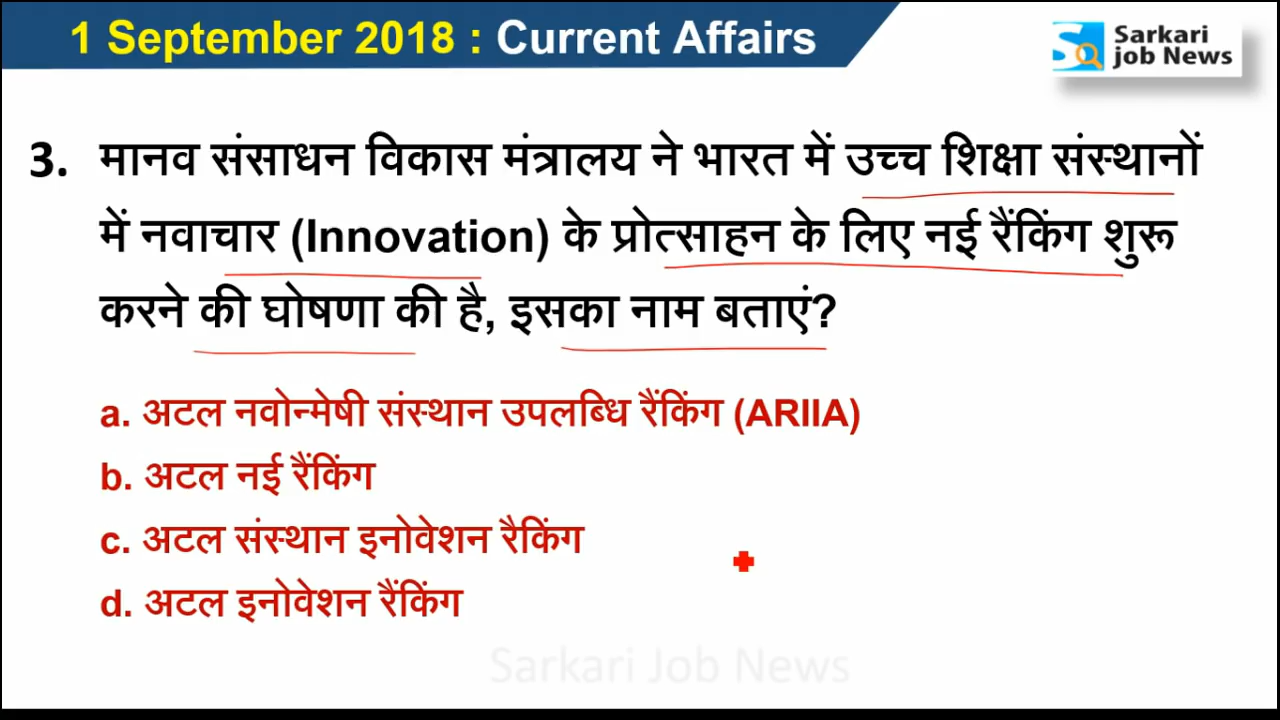 1 September 2018 : Current Affairs
Sarkari
job News
3. मानव संसाधन विकास मंत्रालय ने भारत में उच्च शिक्षा संस्थानों
में नवाचार (Innovation) के प्रोत्साहन के लिए नई रैंकिंग शुरू
करने की घोषणा की है, इसका नाम बताएं?
a. अटल नवोन्मेषी संस्थान उपलब्धि रैंकिंग (ARIIA)
b. अटल नई रैंकिंग
c. अटल संस्थान इनोवेशन रैकिंग
d. अटल इनोवेशन रैंकिंग
Sarkari Job News